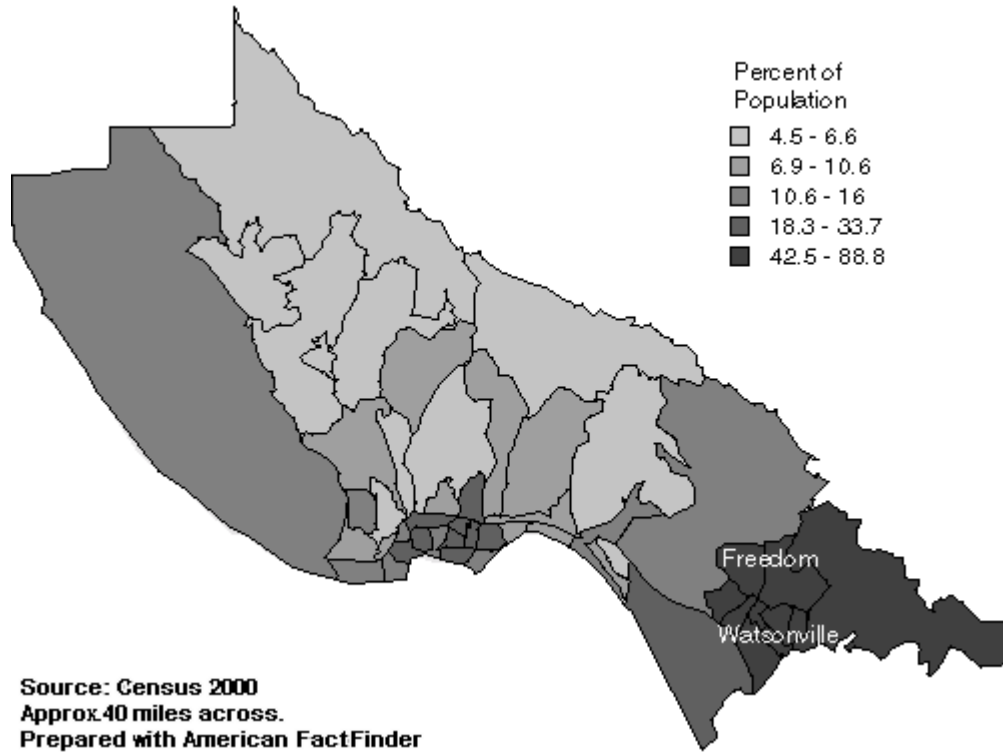 Percent of
Population
4.5 - 6.6
6.9 - 10.6
10.6 - 16
18.3 - 33.7
42.5 - 88.8
Freedom
Watsonville
Source: Census 2000
Approx.40 miles across.
Prepared with American FactFinder